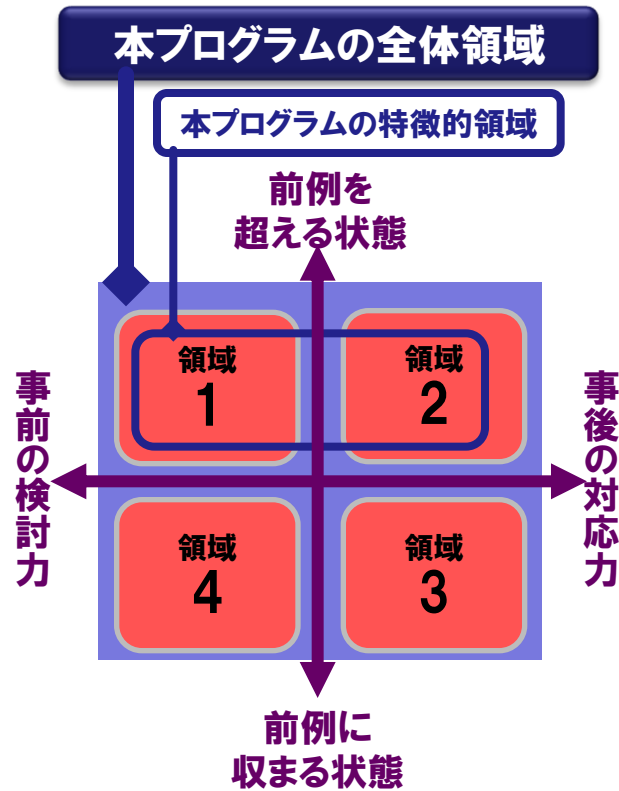 本プログラムの全体領域
本プログラムの特徴的領域
前例を
超える状態
領域
1
領域
2
事前の検討力
事後の対応力
領域
4
領域
3
前例に
収まる状態